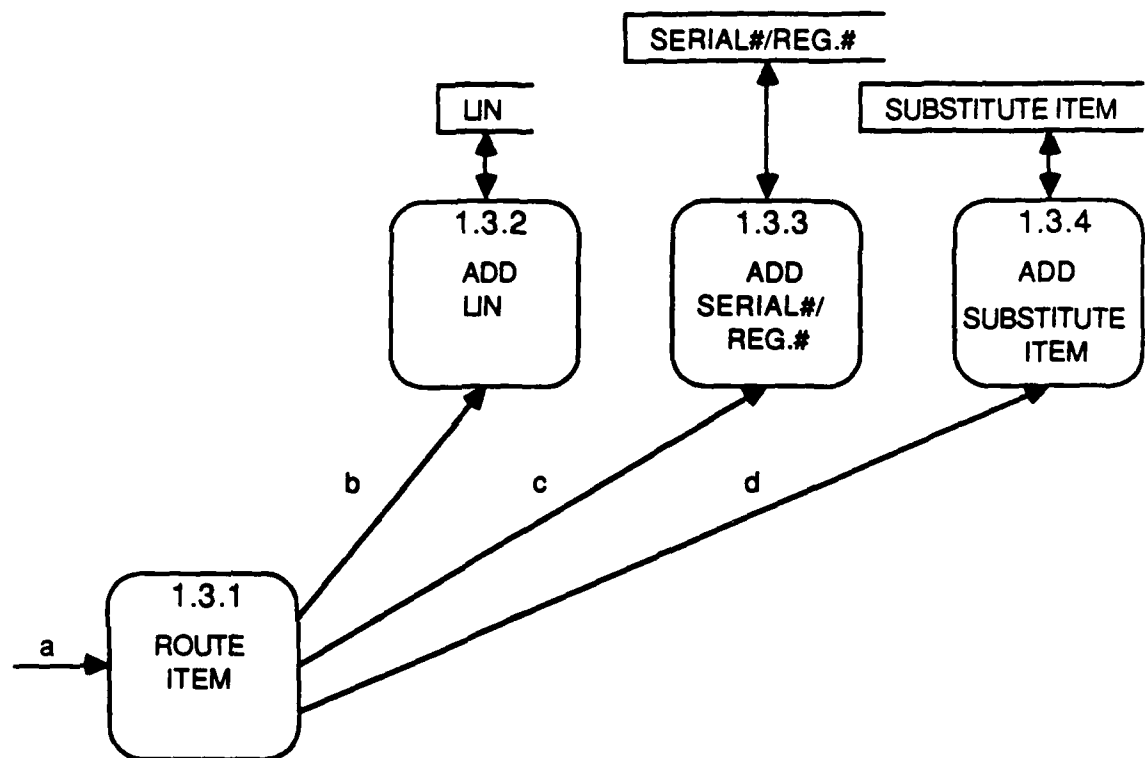 SERIAL#/REG.#
LIN
SUBSTITUTE ITEM
1.3.2
ADD
LIN
1.3.3
ADD
SERIAL#/
REG.#
1.3.4
ADD
SUBSTITUTE
ITEM
b
c
d
a
1.3.1
ROUTE
ITEM